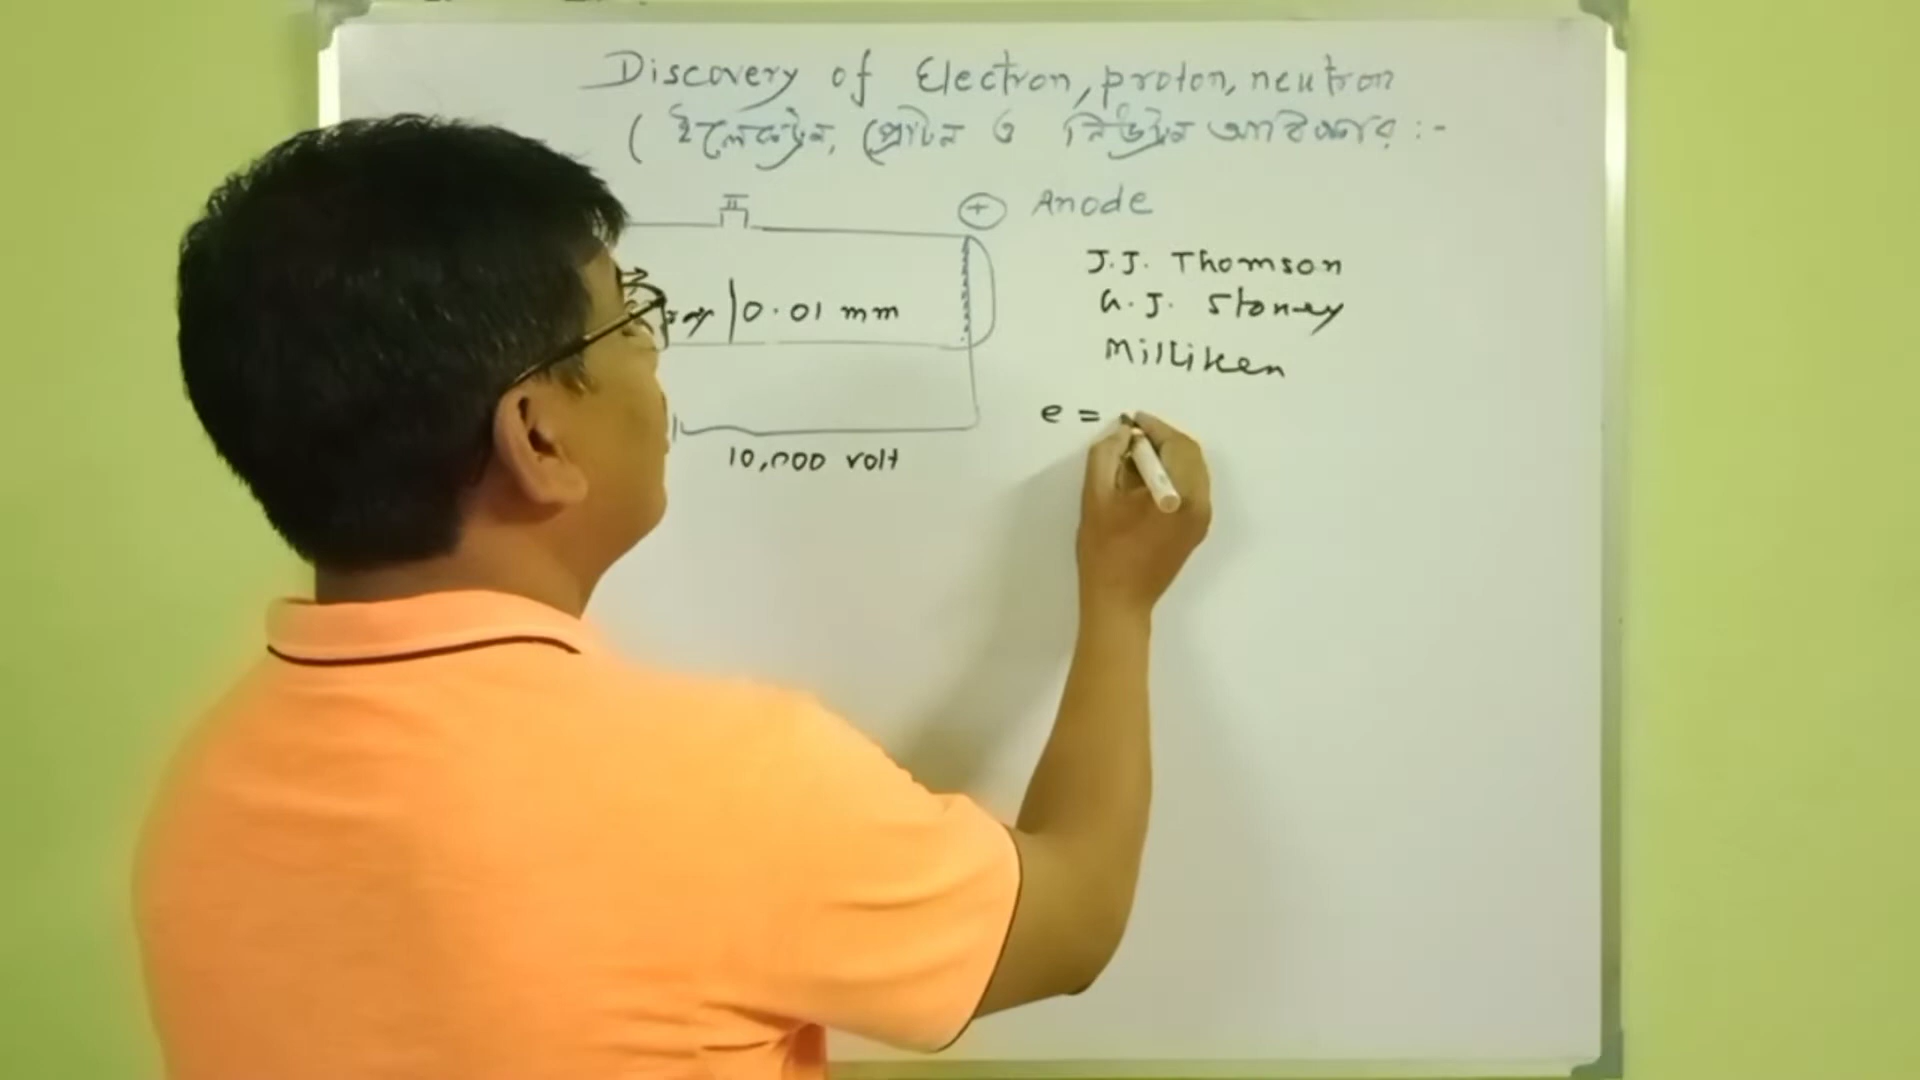 Discovery of Electron, proton, neutron
( ইলেকট্রন, প্রোটন ও নিউট্রন আবিষ্কার :-
+ Anode
J.J. Thomson
0.01 mm
G.J. Stoney
Milliken
e =
10,000 volt